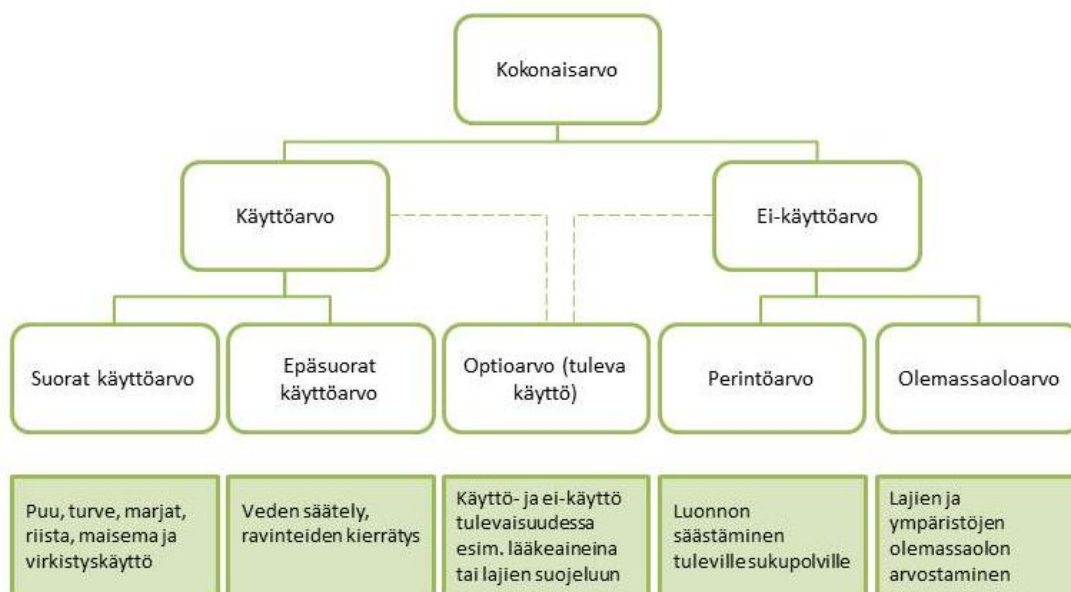 Kokonaisarvo
Käyttöarvo
Ei-käyttöarvo
Suorat käyttöarvo
Epäsuorat
käyttöarvo
Optioarvo (tuleva
käyttö)
Perintöarvo
Olemassaoloarvo
Puu, turve, marjat,
riista, maisema ja
virkistyskäyttö
Veden säätely,
ravinteiden kierrätys
Käyttö- ja ei-käyttö
tulevaisuudessa
esim. lääkeaineina
tai lajien suojeluun
Luonnon
säästäminen
tuleville sukupolville
Lajien ja
ympäristöjen
olemassaolon
arvostaminen